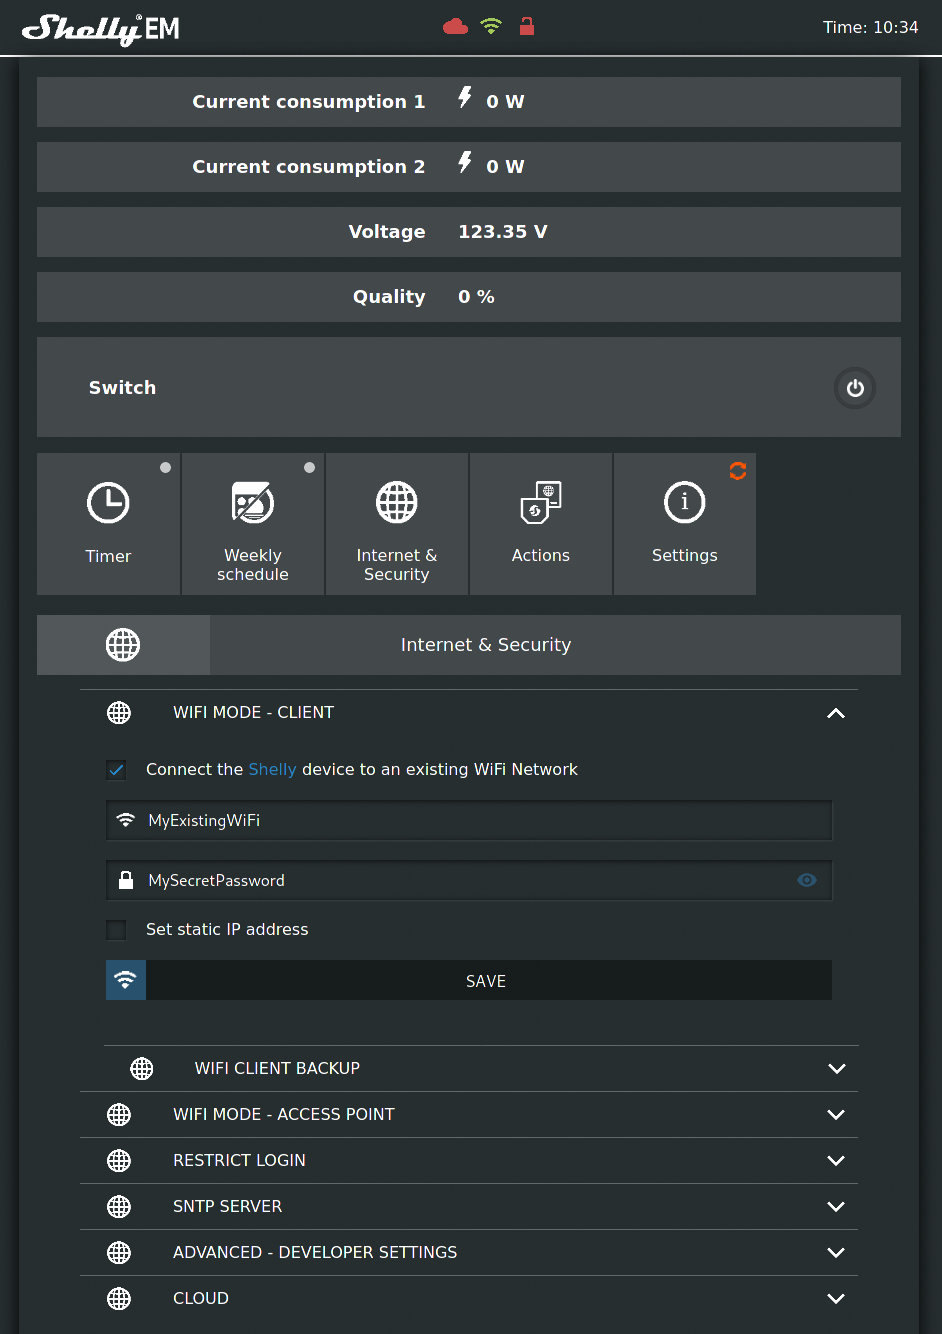 Shelly® EM
Time: 10:34
Current consumption 1 0 W
Current consumption 2 0 W
Voltage 123.35 V
Quality 0 %
Switch
Timer
Weekly
schedule
Internet &
Security
Actions
Settings
Internet & Security
WIFI MODE - CLIENT
Connect the Shelly device to an existing WiFi Network
MyExistingWiFi
MySecretPassword
Set static IP address
SAVE
WIFI CLIENT BACKUP
WIFI MODE - ACCESS POINT
RESTRICT LOGIN
SNTP SERVER
ADVANCED - DEVELOPER SETTINGS
CLOUD